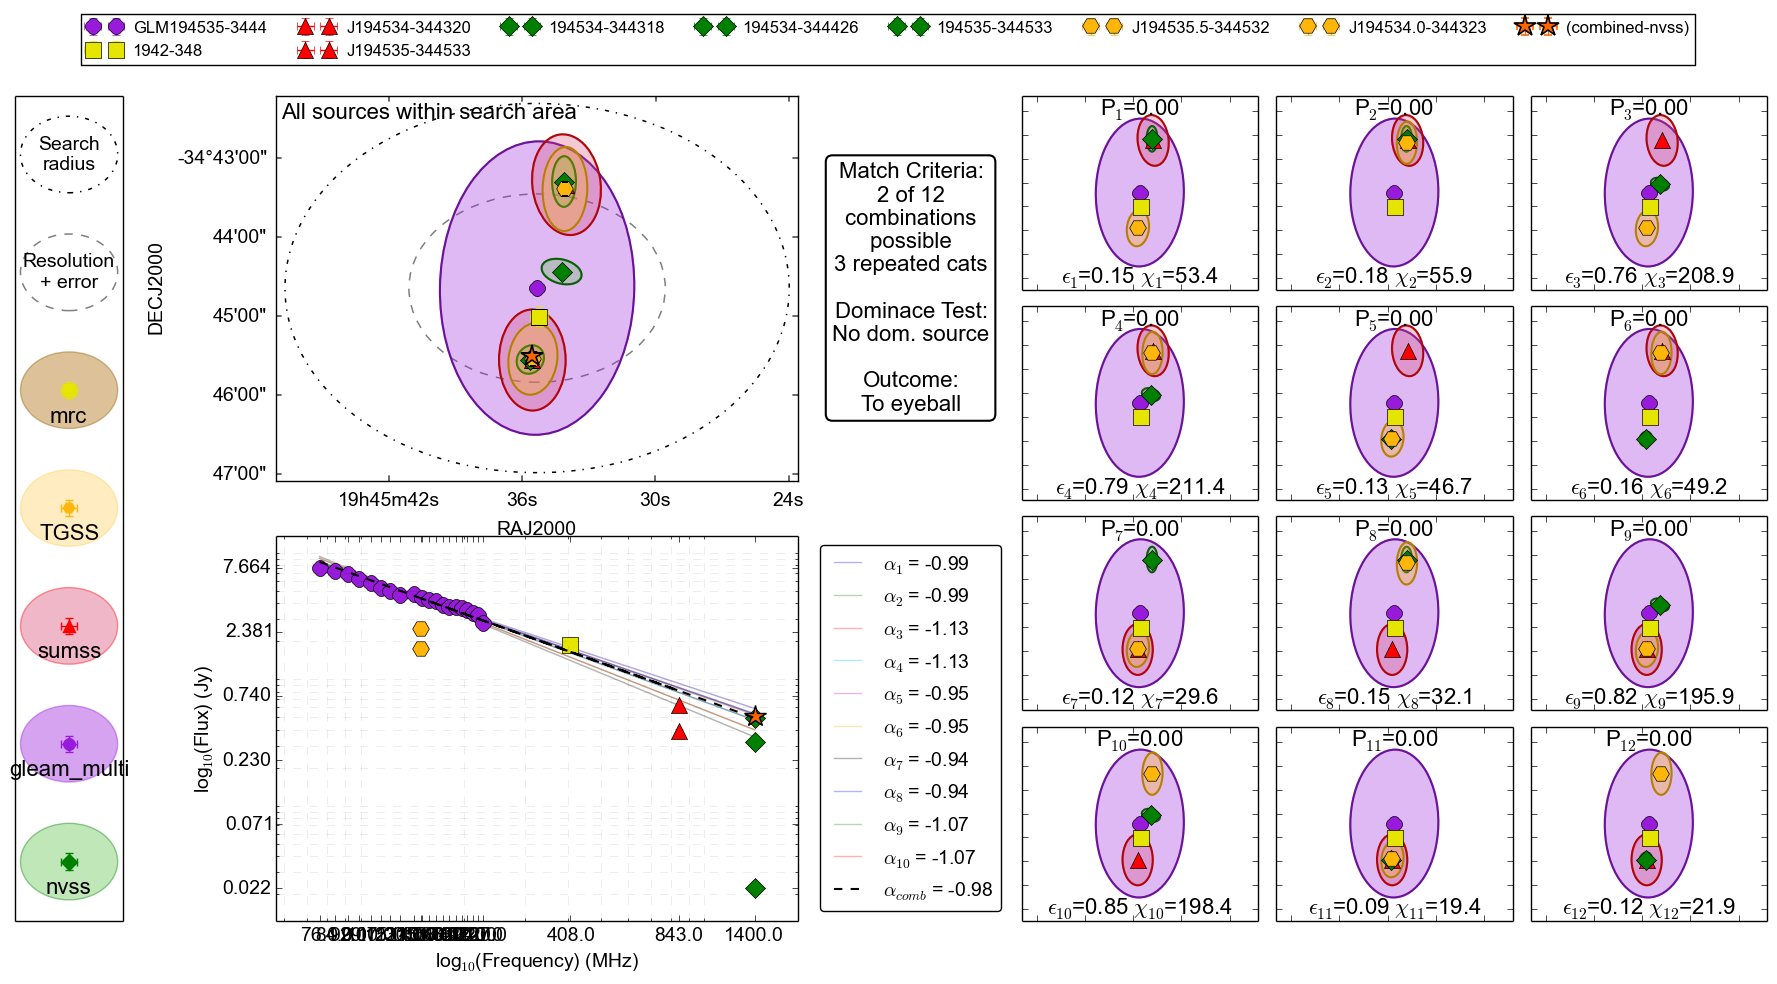 GLM194535-3444
J194534-344320
194534-344318
194534-344426
194535-344533
J194535.5-344532
J194534.0-344323
(combined-nvss)
1942-348
J194535-344533
Search
radius
Resolution
+ error
mrc
TGSS
sumss
gleam_multi
nvss
All sources within search area
DECJ2000
-34°43'00"
44'00"
45'00"
46'00"
47'00"
19h45m42s
36s
30s
24s
RAJ2000
Match Criteria:
2 of 12
combinations
possible
3 repeated cats
Dominace Test:
No dom. source
Outcome:
To eyeball
log10(Flux) (Jy)
7.664
2.381
0.740
0.230
0.071
0.022
408.0
843.0
1400.0
log10(Frequency) (MHz)
α1 = -0.99
α2 = -0.99
α3 = -1.13
α4 = -1.13
α5 = -0.95
α6 = -0.95
α7 = -0.94
α8 = -0.94
α9 = -1.07
α10 = -1.07
αcomb = -0.98
P1=0.00
ϵ1=0.15 χ1=53.4
P2=0.00
ϵ2=0.18 χ2=55.9
P3=0.00
ϵ3=0.76 χ3=208.9
P4=0.00
ϵ4=0.79 χ4=211.4
P5=0.00
ϵ5=0.13 χ5=46.7
P6=0.00
ϵ6=0.16 χ6=49.2
P7=0.00
ϵ7=0.12 χ7=29.6
P8=0.00
ϵ8=0.15 χ8=32.1
P9=0.00
ϵ9=0.82 χ9=195.9
P10=0.00
ϵ10=0.85 χ10=198.4
P11=0.00
ϵ11=0.09 χ11=19.4
P12=0.00
ϵ12=0.12 χ12=21.9